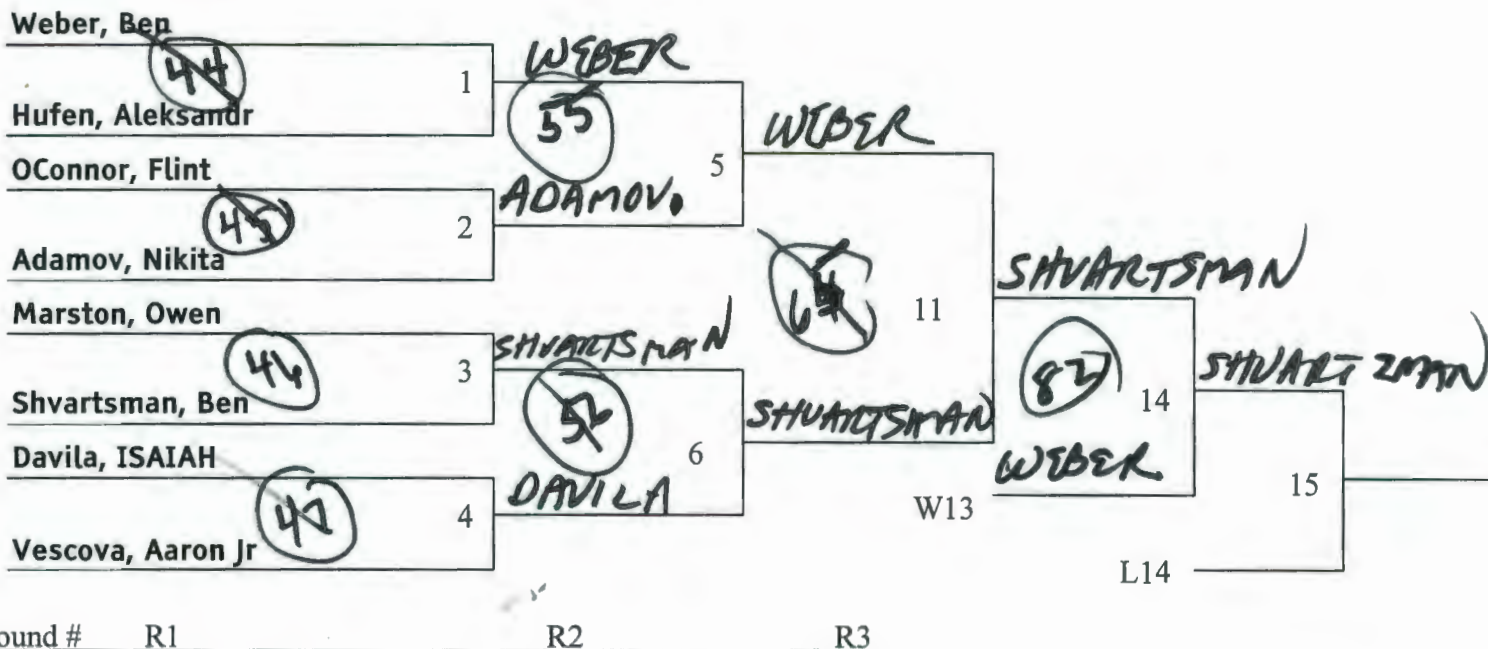 Weber, Ben
44
1
WEBER
Hufen, Aleksandr
55
5
WEBER
OConnor, Flint
45
2
ADAMOV.
Adamov, Nikita
11
SHVARTSMAN
Marston, Owen
46
3
SHVARTSMAN
Shvartsman, Ben
56
6
SHVARTSMAN
82
14
SHVARTZMAN
Davila, ISAIAH
47
4
DAVILA
W13
WEBER
15
Vescova, Aaron Jr
L14
ound # R1 R2 R3